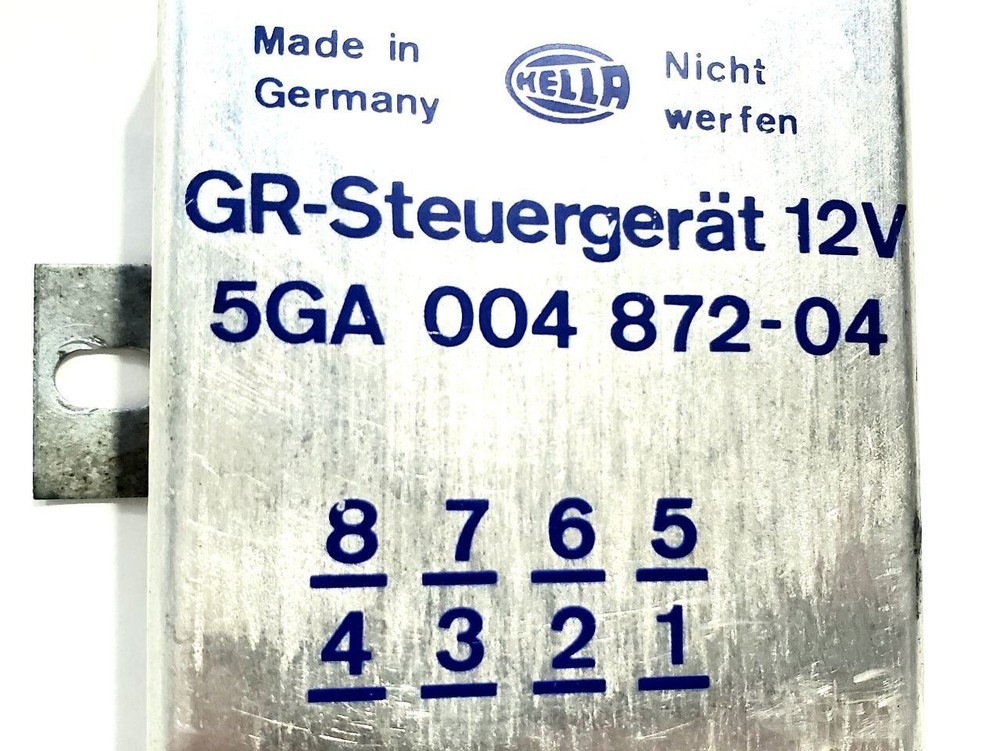 Made in
Germany
HELLA
Nicht
werfen
GR-Steuergerät 12V
5GA 004 872-04
8 7 6 5
4 3 2 1